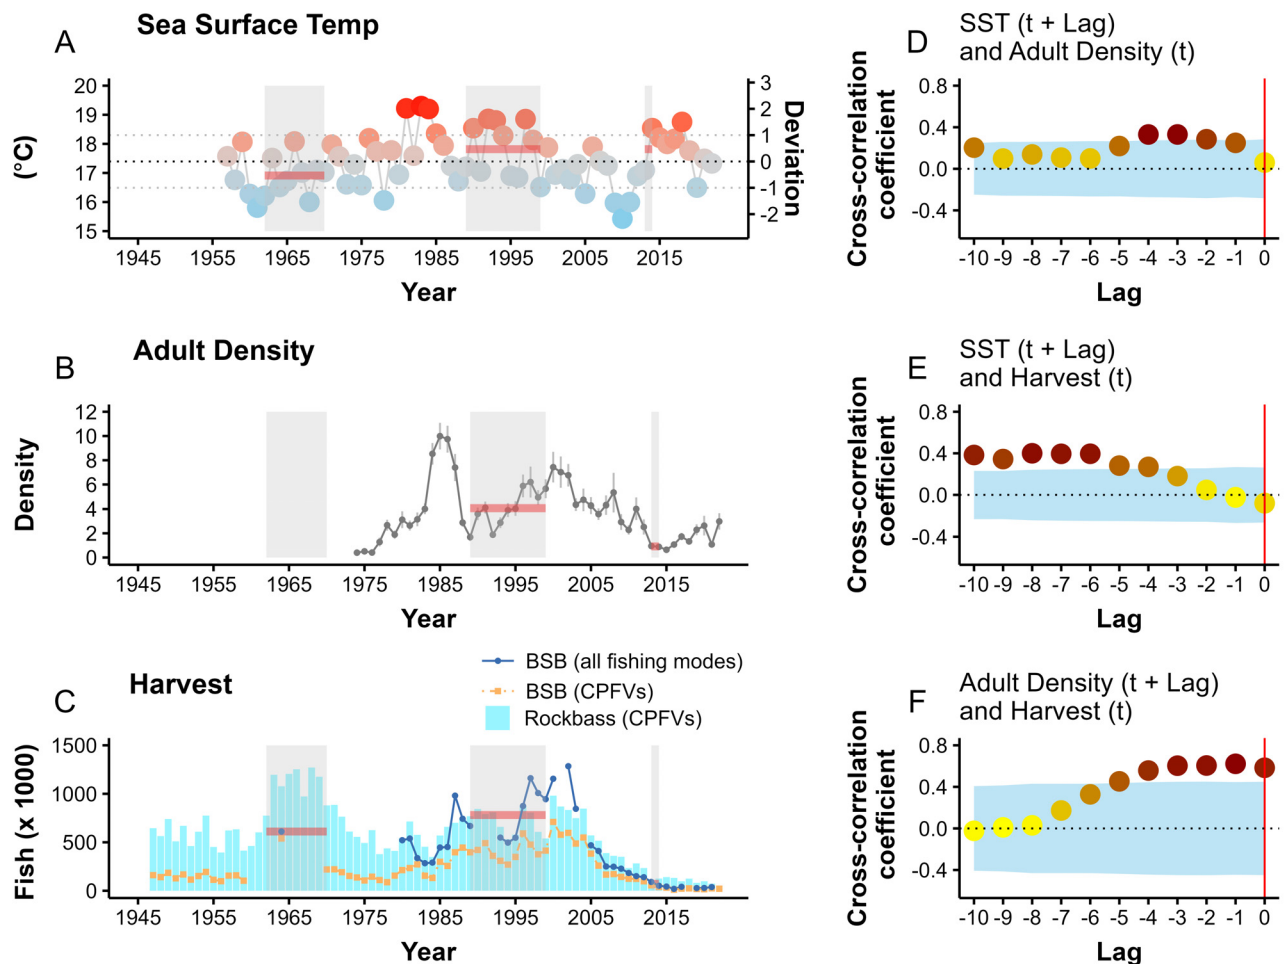 A
Sea Surface Temp
(°C)
20
19
18
17
16
15
3
2
1
0
-1
-2
Deviation
1945 1955 1965 1975 1985 1995 2005 2015
Year
D
SST (t + Lag)
and Adult Density (t)
Cross-correlation
coefficient
0.8
0.4
0.0
-0.4
-10 -9 -8 -7 -6 -5 -4 -3 -2 -1 0
Lag
B
Adult Density
Density
12
10
8
6
4
2
0
1945 1955 1965 1975 1985 1995 2005 2015
Year
E
SST (t + Lag)
and Harvest (t)
Cross-correlation
coefficient
0.8
0.4
0.0
-0.4
-10 -9 -8 -7 -6 -5 -4 -3 -2 -1 0
Lag
C
Harvest
BSB (all fishing modes)
BSB (CPFVs)
Rockbass (CPFVs)
Fish (x 1000)
1500
1000
500
0
1945 1955 1965 1975 1985 1995 2005 2015
Year
F
Adult Density (t + Lag)
and Harvest (t)
Cross-correlation
coefficient
0.8
0.4
0.0
-0.4
-10 -9 -8 -7 -6 -5 -4 -3 -2 -1 0
Lag